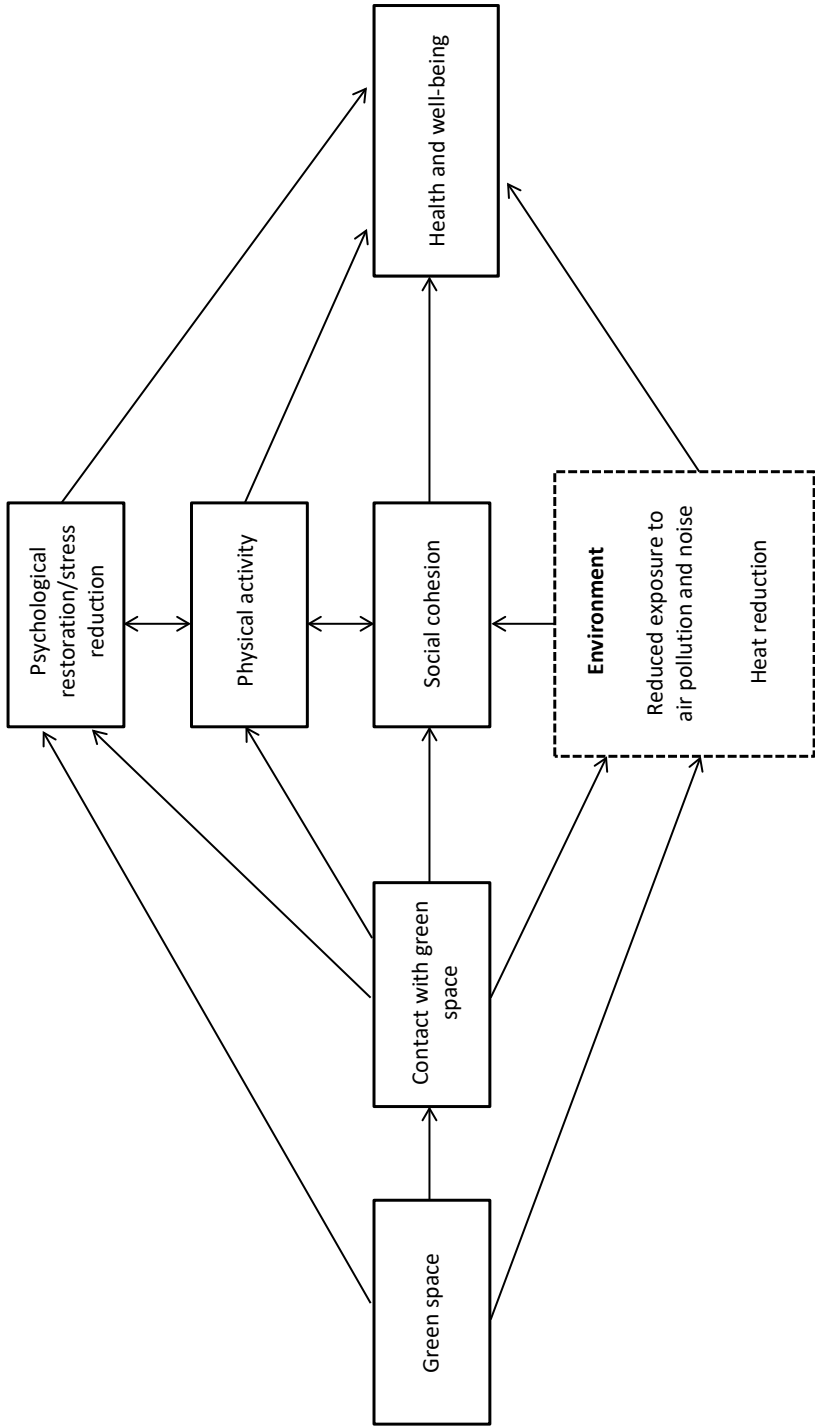 Green space
Contact with green
space
Psychological
restoration/stress
reduction
Physical activity
Social cohesion
Environment
Reduced exposure to
air pollution and noise
Heat reduction
Health and well-being